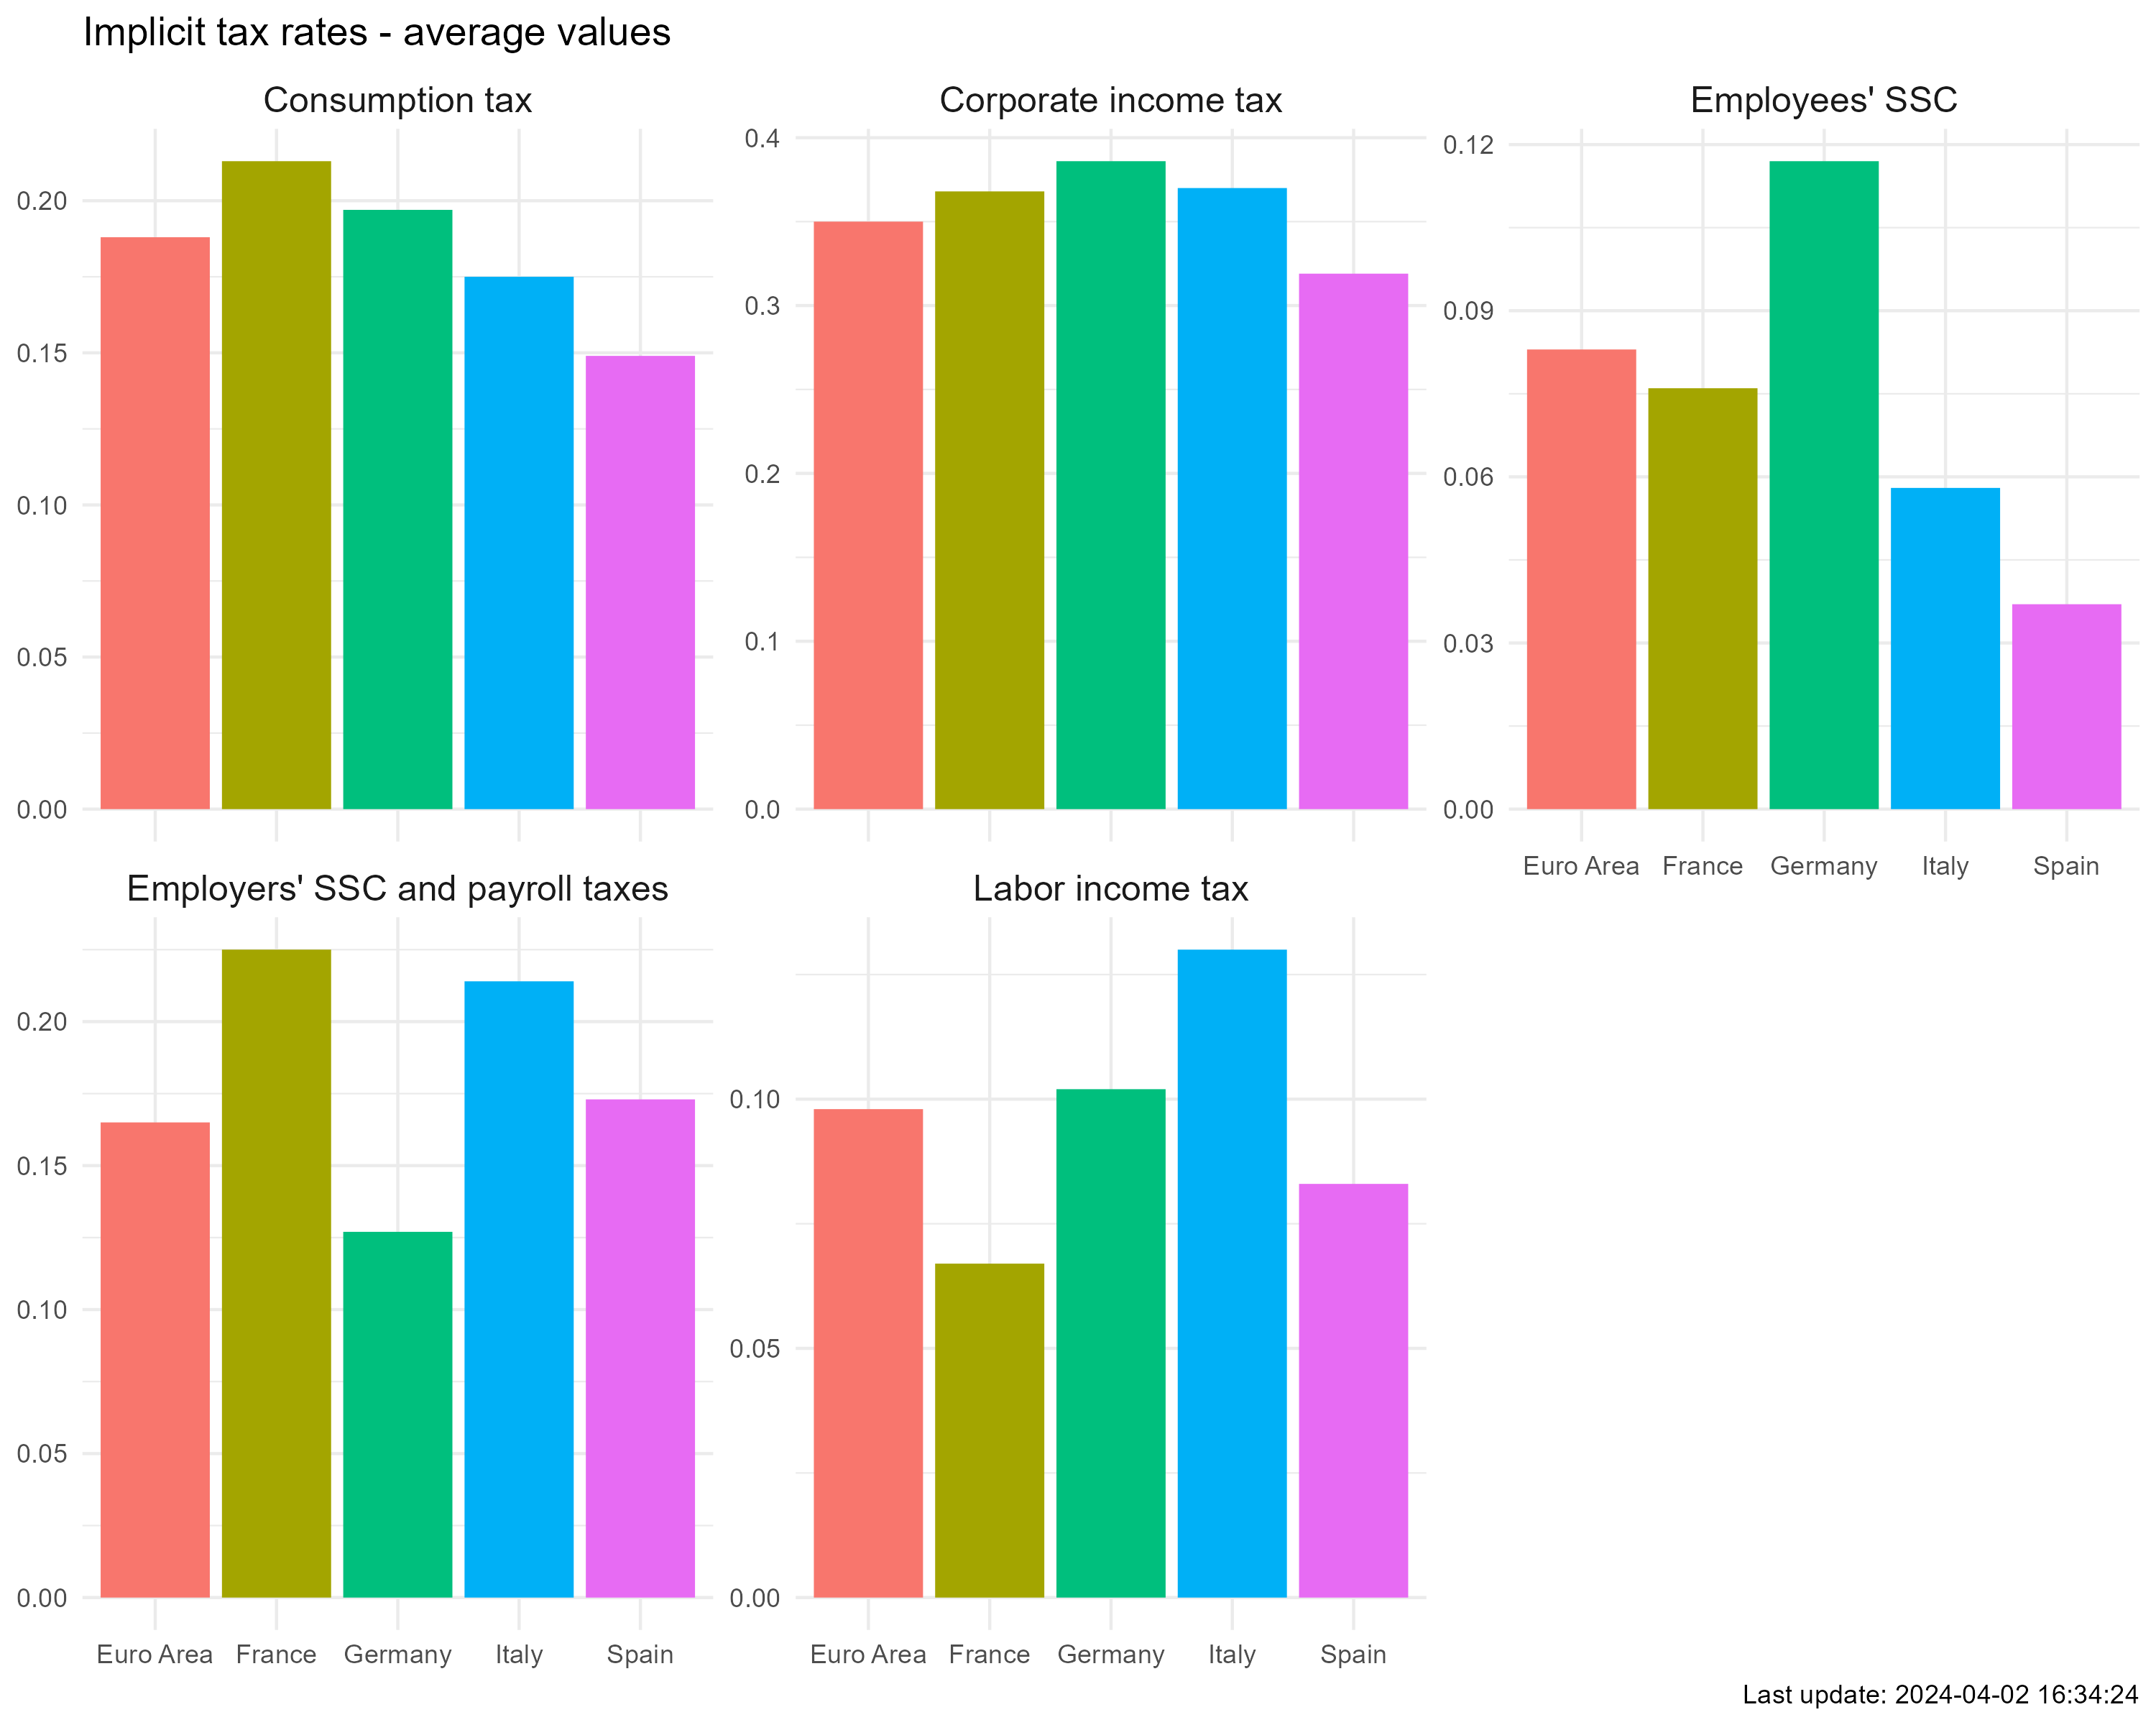 Implicit tax rates - average values
Consumption tax
0.20
0.15
0.10
0.05
0.00
Corporate income tax
0.4
0.3
0.2
0.1
0.0
Employees' SSC
0.12
0.09
0.06
0.03
0.00
Euro Area France Germany Italy Spain
Employers' SSC and payroll taxes
0.20
0.15
0.10
0.05
0.00
Euro Area France Germany Italy Spain
Labor income tax
0.10
0.05
0.00
Euro Area France Germany Italy Spain
Last update: 2024-04-02 16:34:24